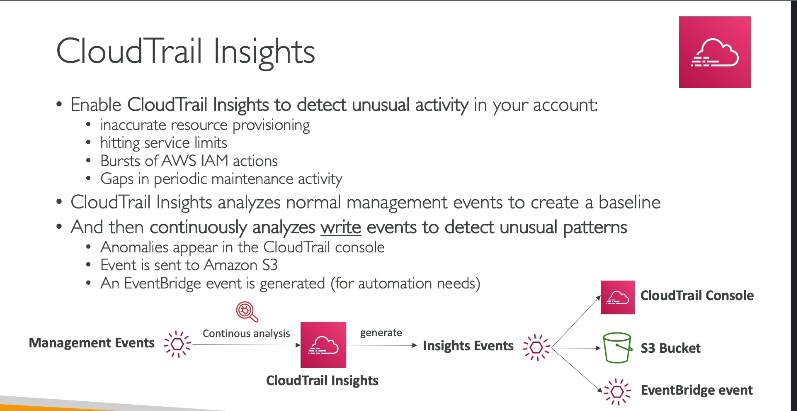 CloudTrail Insights
• Enable CloudTrail Insights to detect unusual activity in your account:
• inaccurate resource provisioning
• hitting service limits
• Bursts of AWS IAM actions
• Gaps in periodic maintenance activity
• CloudTrail Insights analyzes normal management events to create a baseline
• And then continuously analyzes write events to detect unusual patterns
• Anomalies appear in the CloudTrail console
• Event is sent to Amazon S3
• An EventBridge event is generated (for automation needs)
Management Events
Continous analysis
CloudTrail Insights
generate
Insights Events
CloudTrail Console
S3 Bucket
EventBridge event